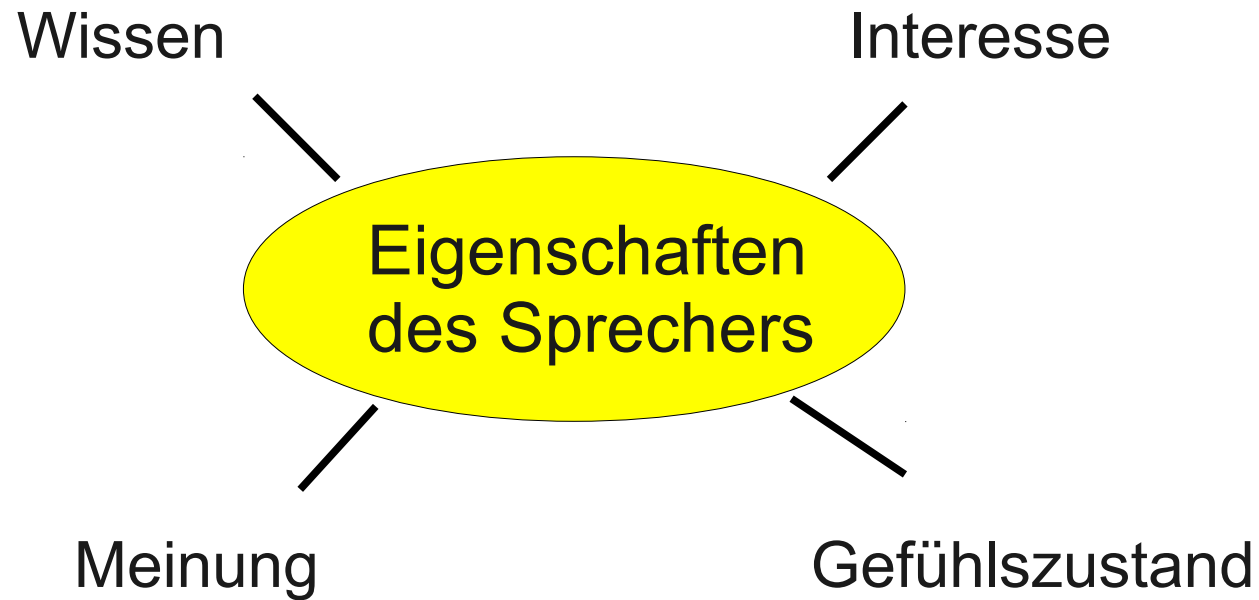 Wissen
Interesse
Eigenschaften
des Sprechers
Meinung
Gefühlszustand